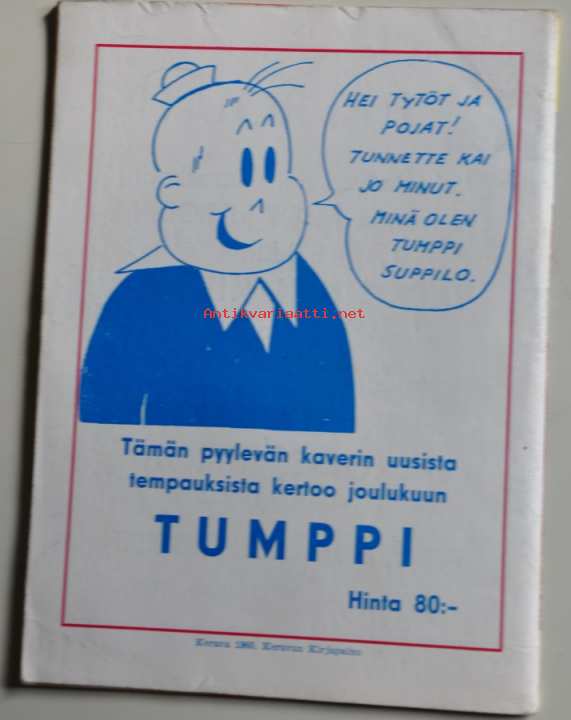 HEI TYTÖT JA
POJAT!
TUNNETTE KAI
JO MINUT.
MINÄ OLEN
TUMPPI
SUPPILO.
Antikvariaatti.net
Tämän pyylevän kaverin uusista
tempauksista kertoo joulukuun
TUMPPI
Hinta 80:-
Kerava 1960. Keravan Kirjapaino